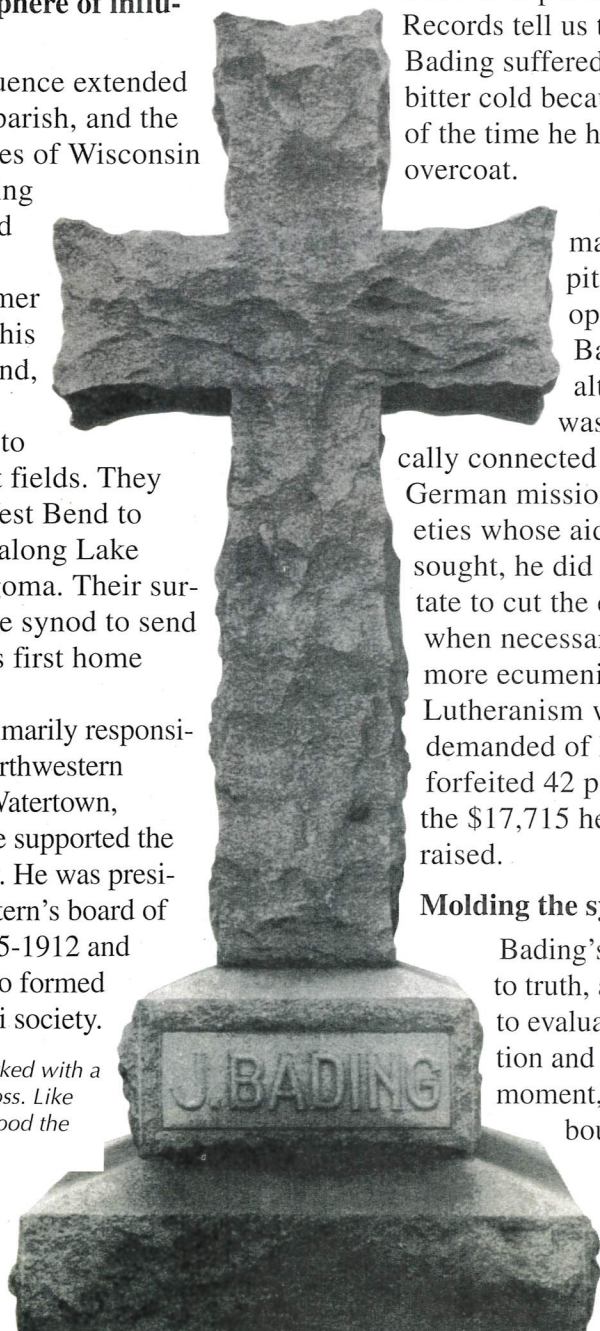 phere of influ-
uence extended
parish, and the
es of Wisconsin
ng
d
mer
his
nd,
to
t fields. They
est Bend to
along Lake
goma. Their sur-
e synod to send
s first home
marily responsi-
rthwestern
Watertown,
e supported the
. He was presi-
tern's board of
5-1912 and
o formed
i society.
ked with a
oss. Like
ood the
J. BADING
Records tell us t
Bading suffered
bitter cold becau
of the time he h
overcoat.
ma
pit
op
Ba
alt
was
cally connected
German missio
eties whose aid
sought, he did
tate to cut the
when necessar
more ecumeni
Lutheranism v
demanded of
forfeited 42 p
the $17,715 he
raised.
Molding the sy
Bading's
to truth, a
to evalua
tion and
moment,
bou